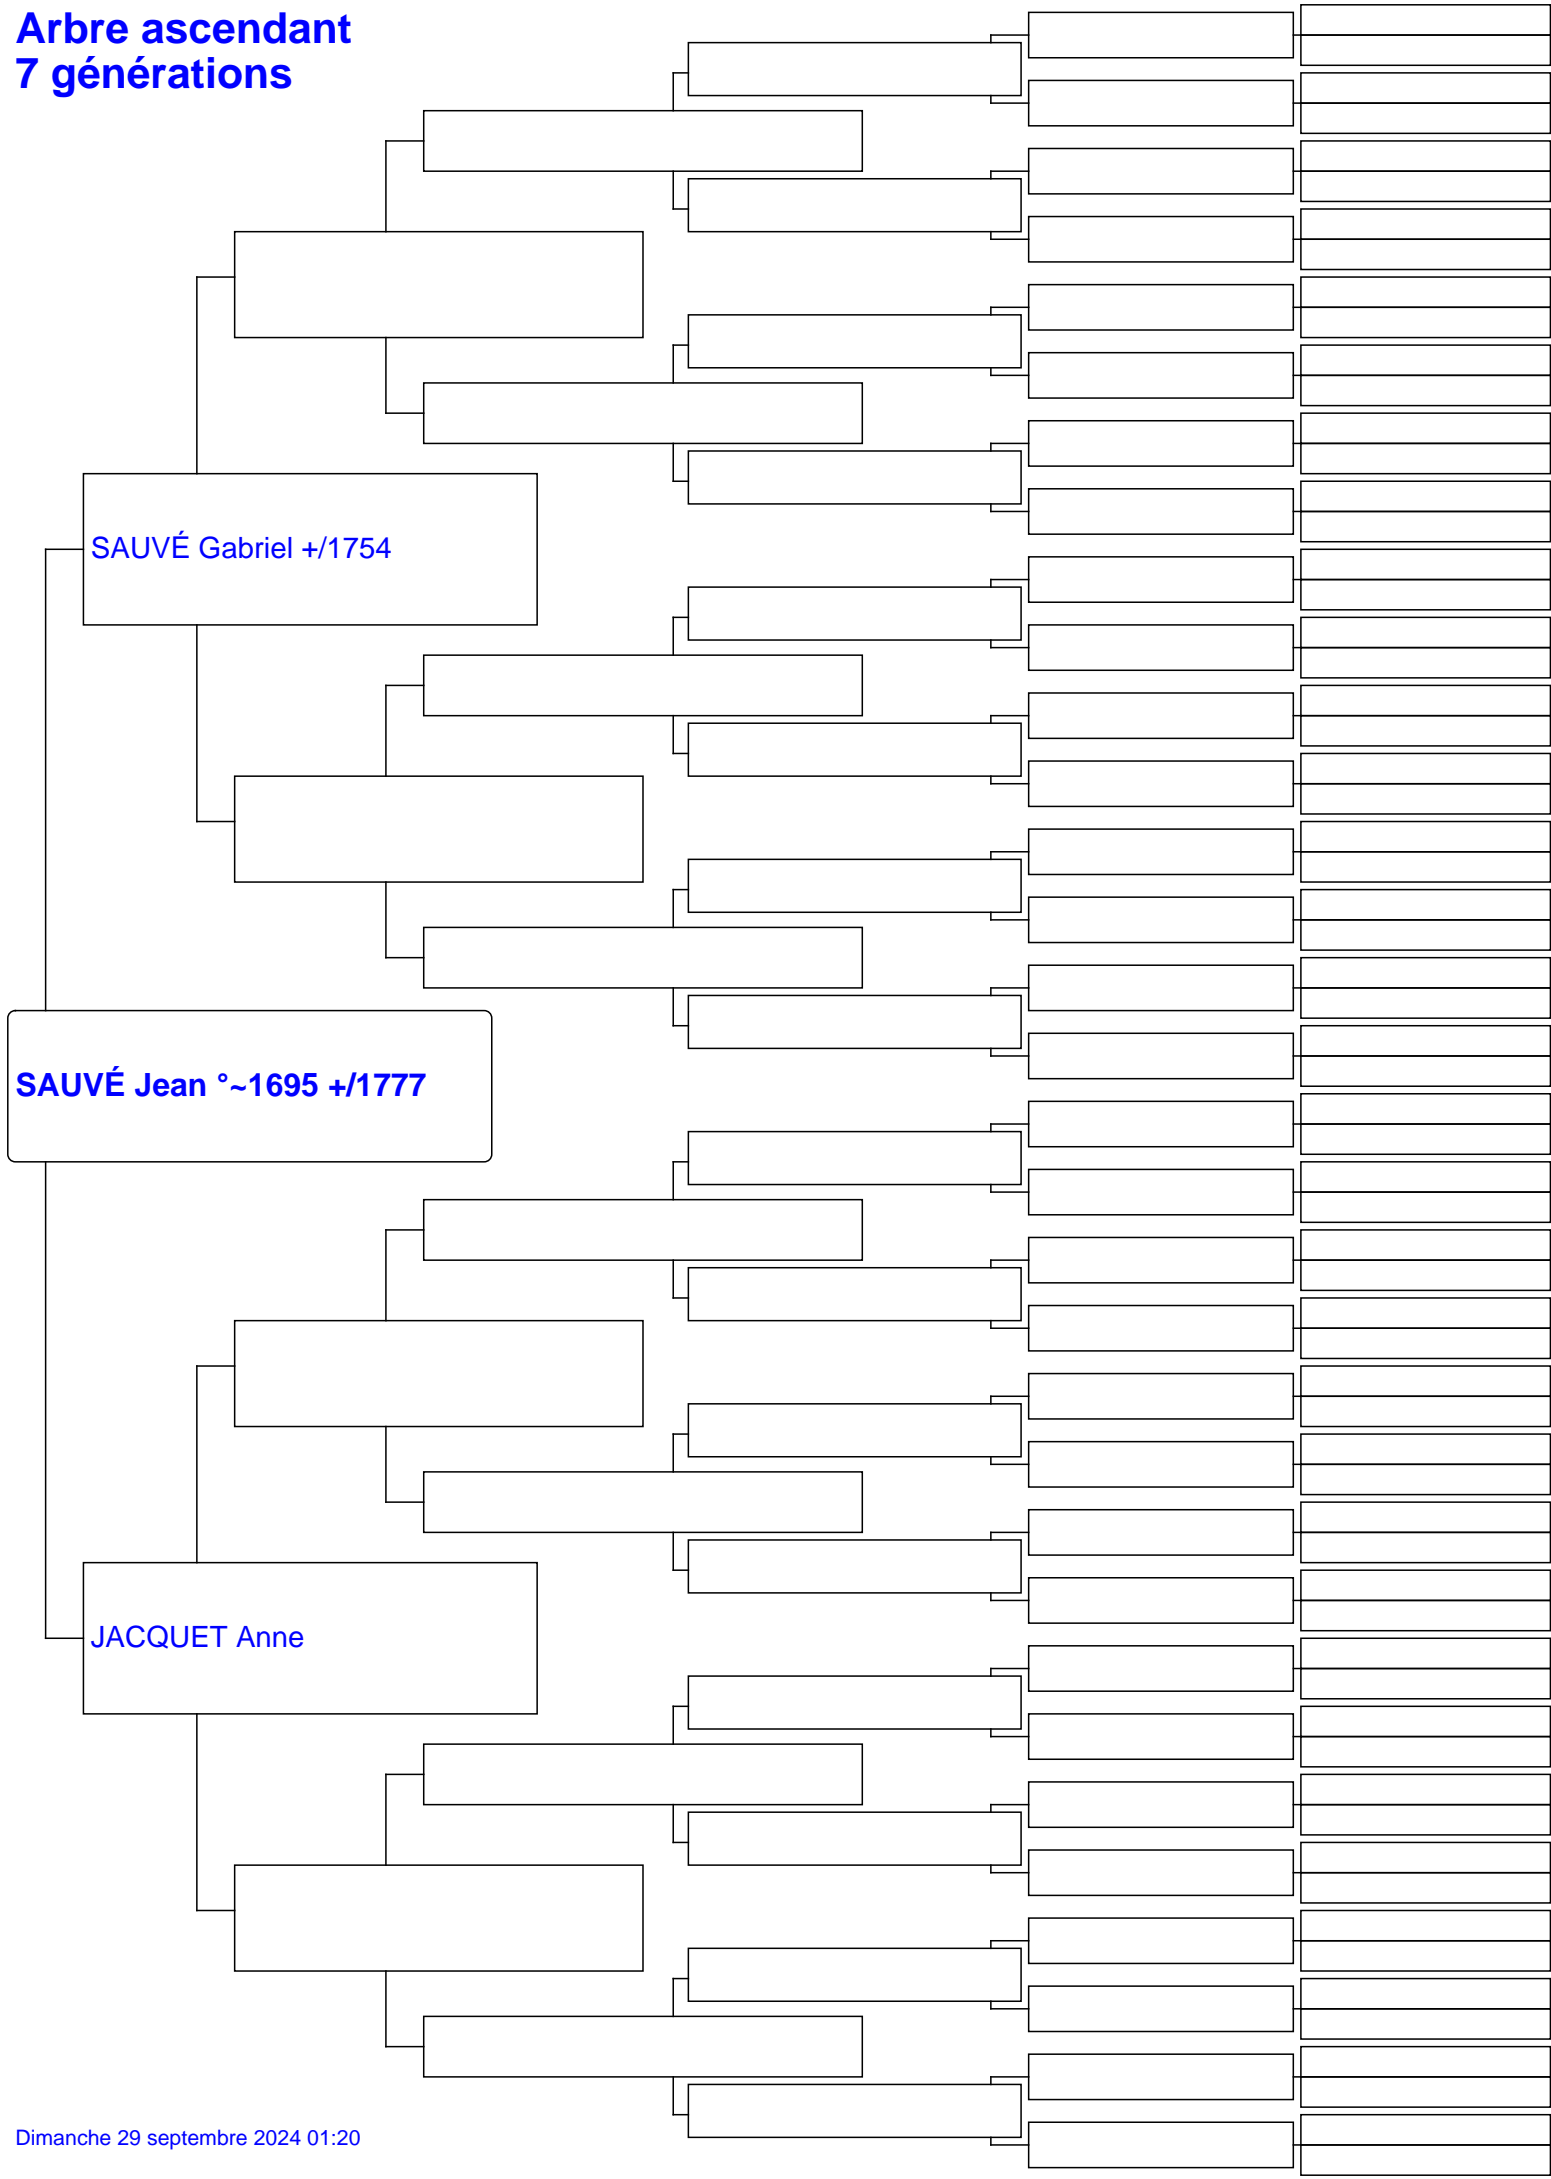 Arbre ascendant
7 générations
SAUVÉ Gabriel +/1754
SAUVÉ Jean °~1695 +/1777
JACQUET Anne
Dimanche 29 septembre 2024 01:20